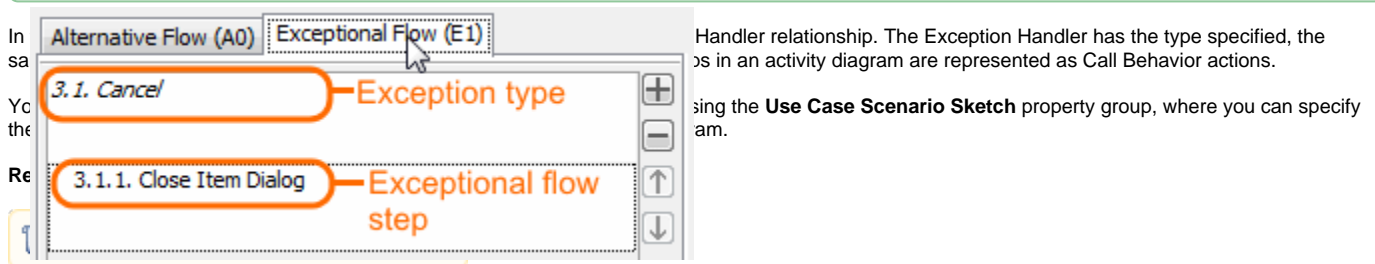 Alternative Flow (A0) Exceptional Flow (E1)
In Handler relationship. The Exception Handler has the type specified, the
sa in an activity diagram are represented as Call Behavior actions.
3.1. Cancel
Exception type
Yo sing the Use Case Scenario Sketch property group, where you can specify
the am.
Re 3.1.1. Close Item Dialog
Exceptional flow
step